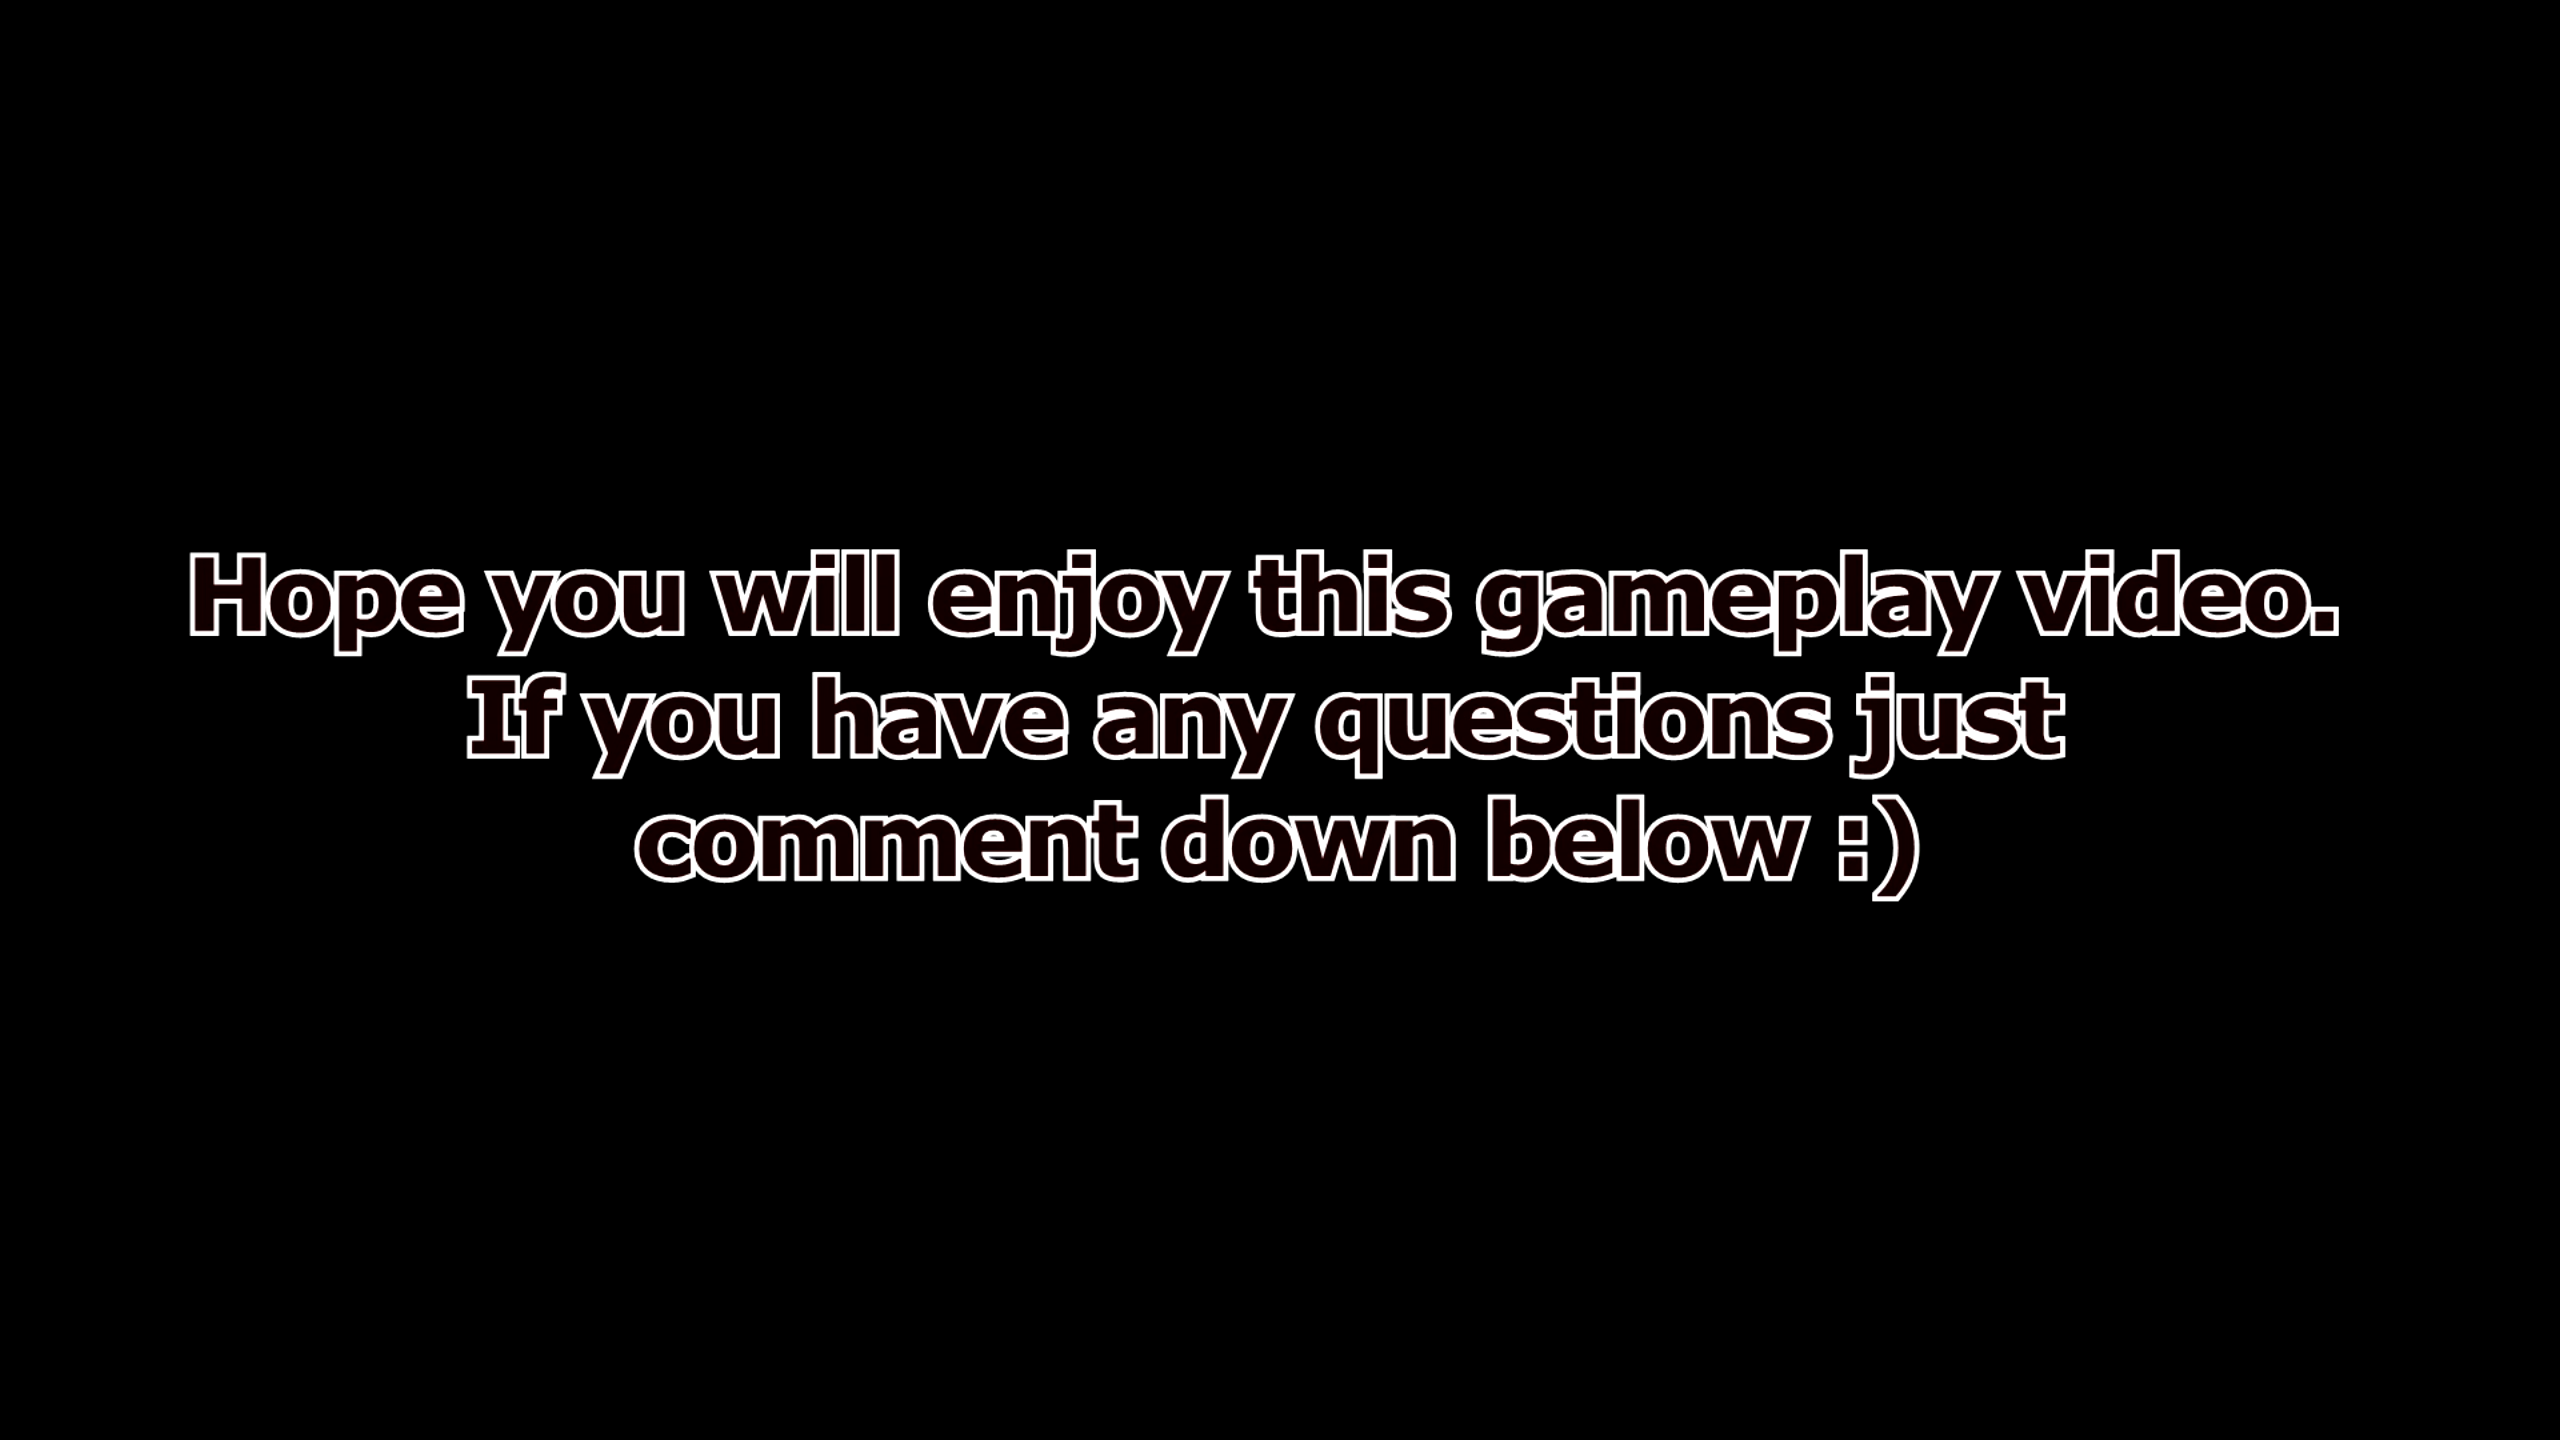 Hope you will enjoy this gameplay video.
If you have any questions just
comment down below :)